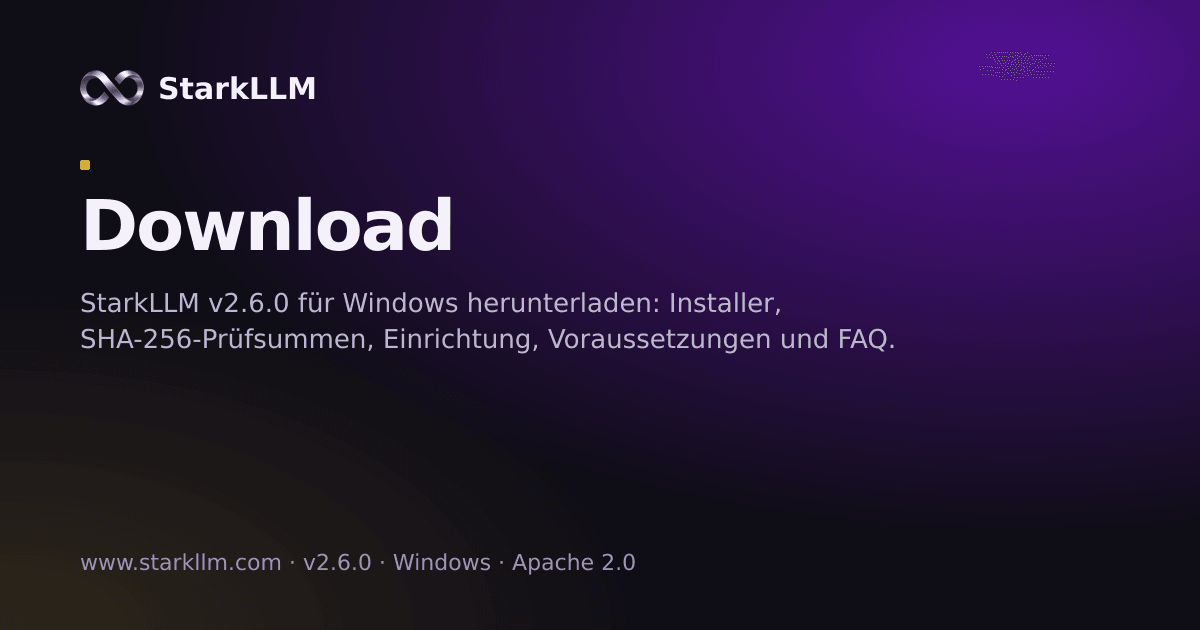 StarkLLM
Download
StarkLLM v2.6.0 für Windows herunterladen: Installer,
SHA-256-Prüfsummen, Einrichtung, Voraussetzungen und FAQ.
www.starkllm.com · v2.6.0 · Windows · Apache 2.0